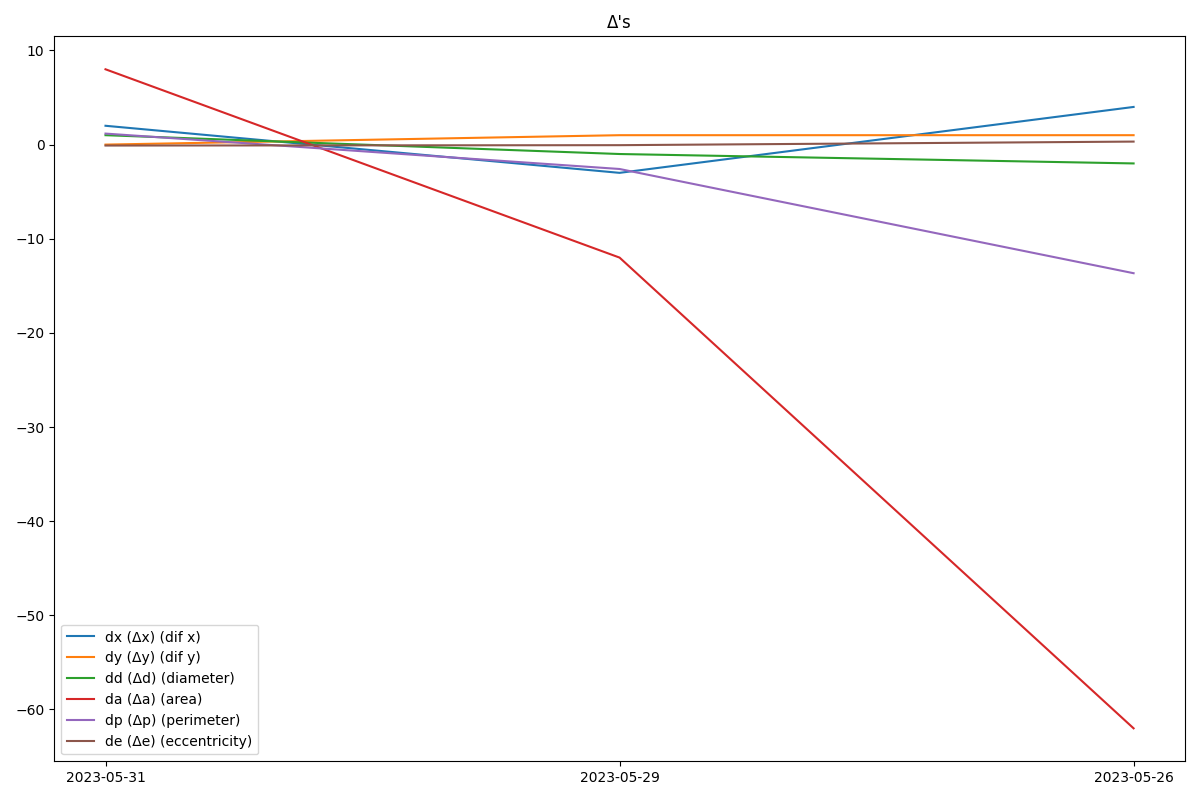 Δ's
10
0
−10
−20
−30
−40
−50
−60
dx (Δx) (dif x)
dy (Δy) (dif y)
dd (Δd) (diameter)
da (Δa) (area)
dp (Δp) (perimeter)
de (Δe) (eccentricity)
2023-05-31
2023-05-29
2023-05-26